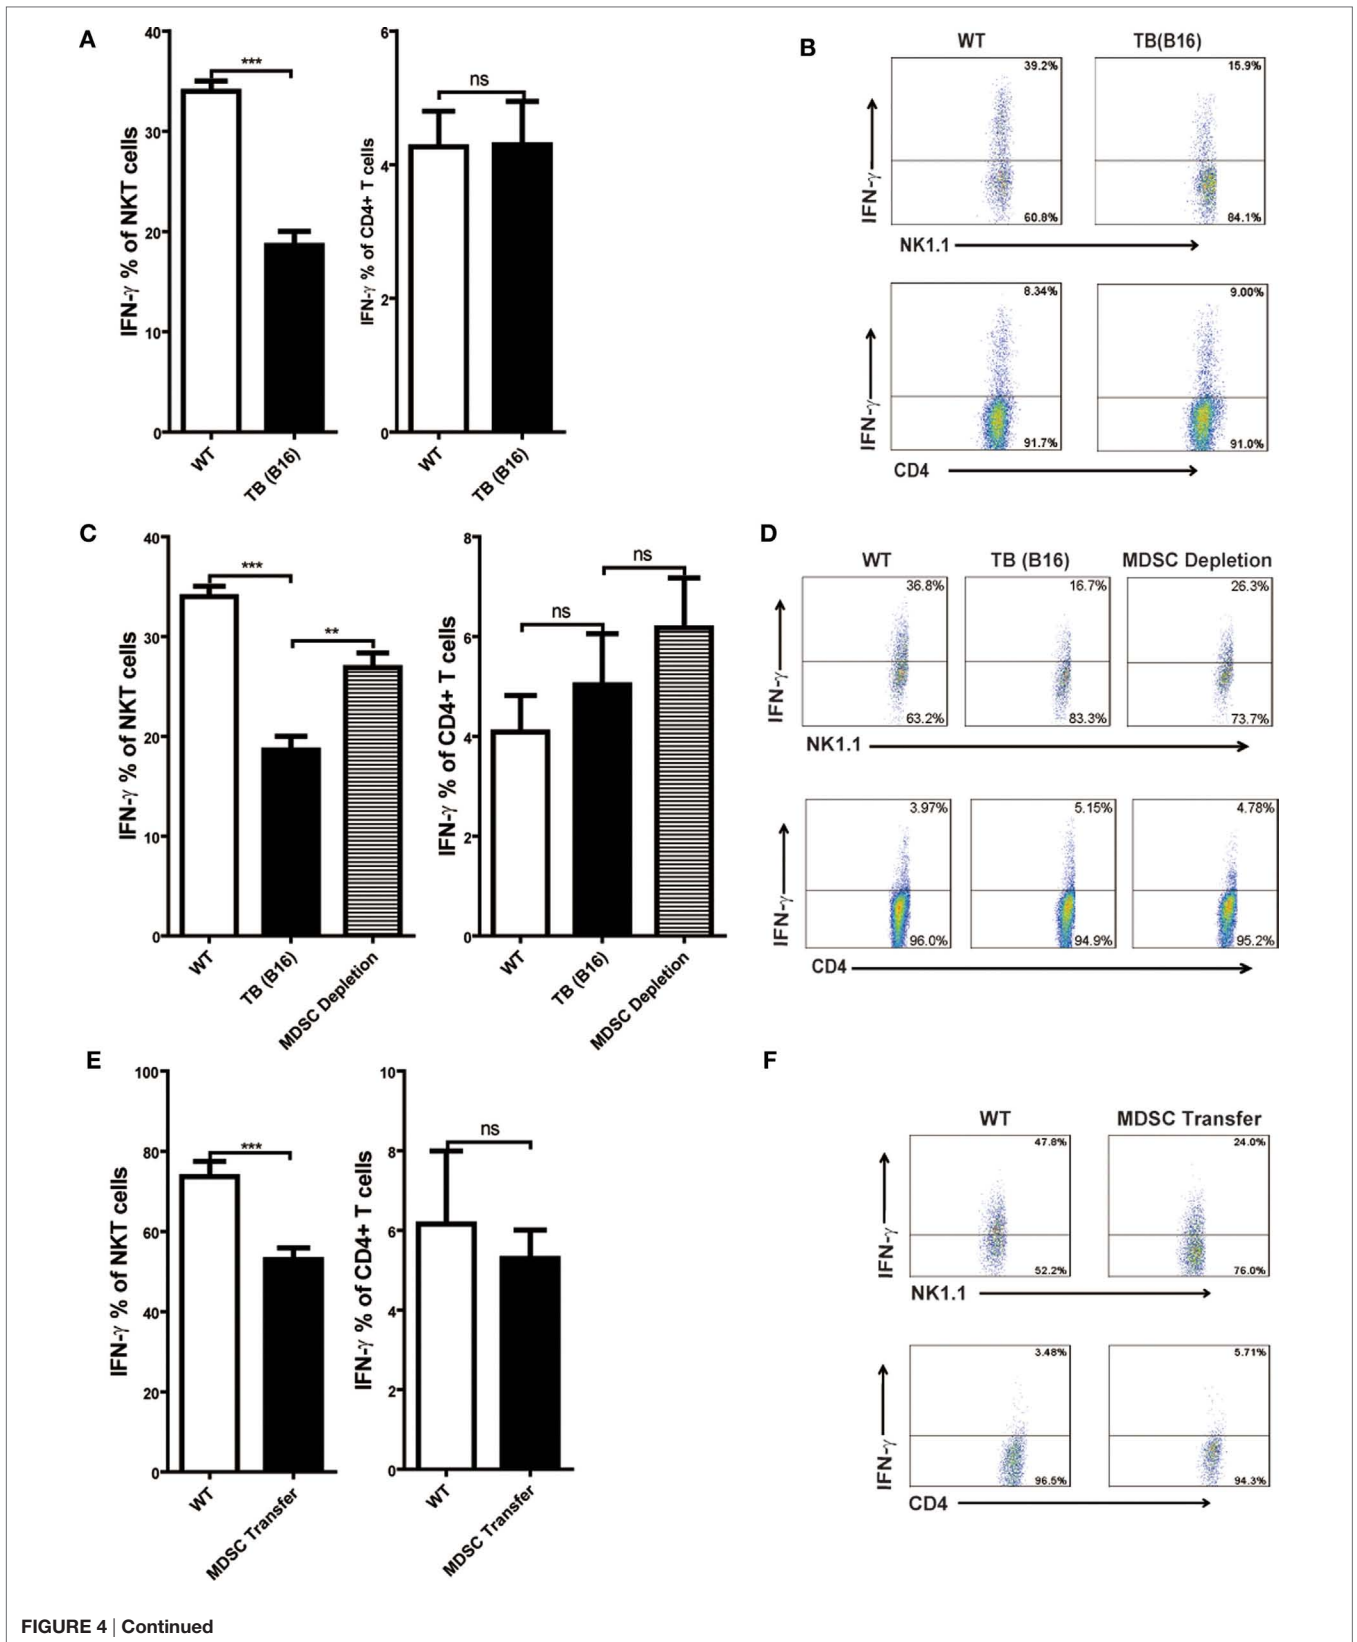 A
IFN-γ % of NKT cells
40
30
20
10
0
***
WT
TB (B16)
IFN-γ % of CD4+ T cells
6
4
2
0
ns
WT
TB (B16)
B
WT
TB(B16)
39.2%
60.8%
15.9%
84.1%
IFN-γ
NK1.1
8.34%
91.7%
9.00%
91.0%
IFN-γ
CD4
C
IFN-γ % of NKT cells
40
30
20
10
0
***
**
WT
TB (B16)
MDSC Depletion
IFN-γ % of CD4+ T cells
8
6
4
2
0
ns
ns
WT
TB (B16)
MDSC Depletion
D
WT
TB (B16)
MDSC Depletion
36.8%
63.2%
16.7%
83.3%
26.3%
73.7%
IFN-γ
NK1.1
3.97%
96.0%
5.15%
94.9%
4.78%
95.2%
IFN-γ
CD4
E
IFN-γ % of NKT cells
100
80
60
40
20
0
***
WT
MDSC Transfer
IFN-γ % of CD4+ T cells
10
8
6
4
2
0
ns
WT
MDSC Transfer
F
WT
MDSC Transfer
47.8%
52.2%
24.0%
76.0%
IFN-γ
NK1.1
3.48%
96.5%
5.71%
94.3%
IFN-γ
CD4
FIGURE 4 | Continued